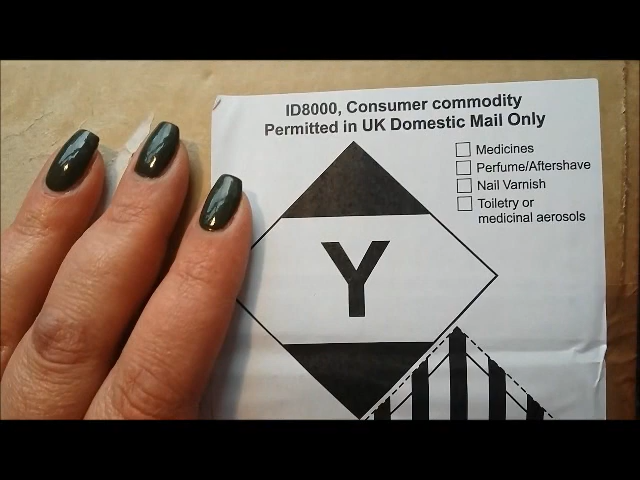 ID8000, Consumer commodity
Permitted in UK Domestic Mail Only
Medicines
Perfume/Aftershave
Nail Varnish
Toiletry or
medicinal aerosols
Y